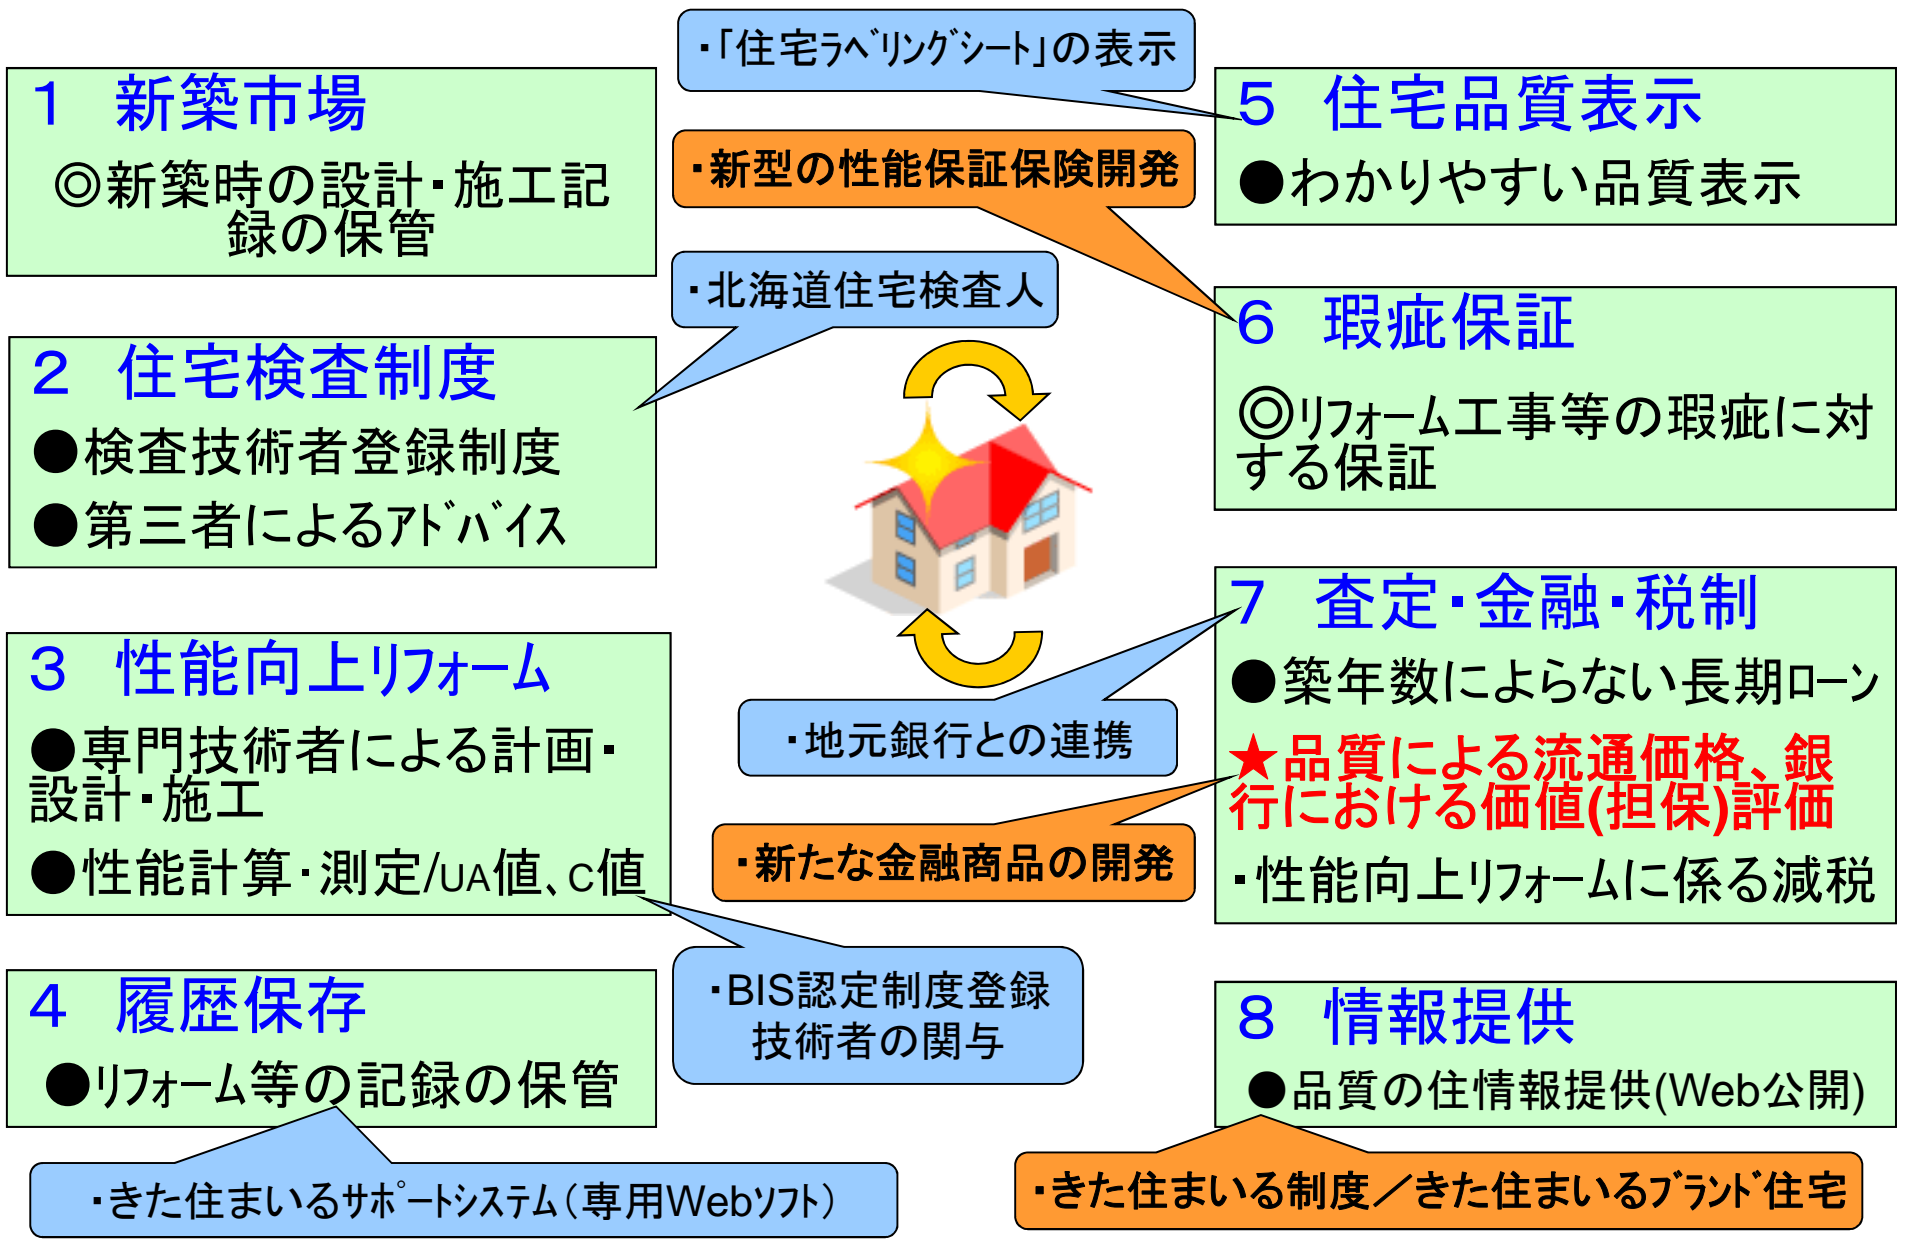 ・「住宅ﾗﾍﾞﾘﾝｸﾞｼｰﾄ」の表示
１　新築市場
◎新築時の設計・施工記
録の保管
・新型の性能保証保険開発
５　住宅品質表示
●わかりやすい品質表示
・北海道住宅検査人
２　住宅検査制度
●検査技術者登録制度
●第三者によるｱﾄﾞﾊﾞｲｽ
６　瑕疵保証
◎ﾘﾌｫｰﾑ工事等の瑕疵に対
する保証
３　性能向上ﾘﾌｫｰﾑ
●専門技術者による計画・
設計・施工
●性能計算・測定/UA値、C値
７　査定・金融・税制
●築年数によらない長期ﾛｰﾝ
★品質による流通価格、銀
行における価値(担保)評価
・性能向上ﾘﾌｫｰﾑに係る減税
・地元銀行との連携
・新たな金融商品の開発
・BIS認定制度登録
技術者の関与
４　履歴保存
●ﾘﾌｫｰﾑ等の記録の保管
８　情報提供
●品質の住情報提供(Web公開)
・きた住まいるｻﾎﾟｰﾄｼｽﾃﾑ（専用Webｿﾌﾄ）
・きた住まいる制度／きた住まいるﾌﾞﾗﾝﾄﾞ住宅